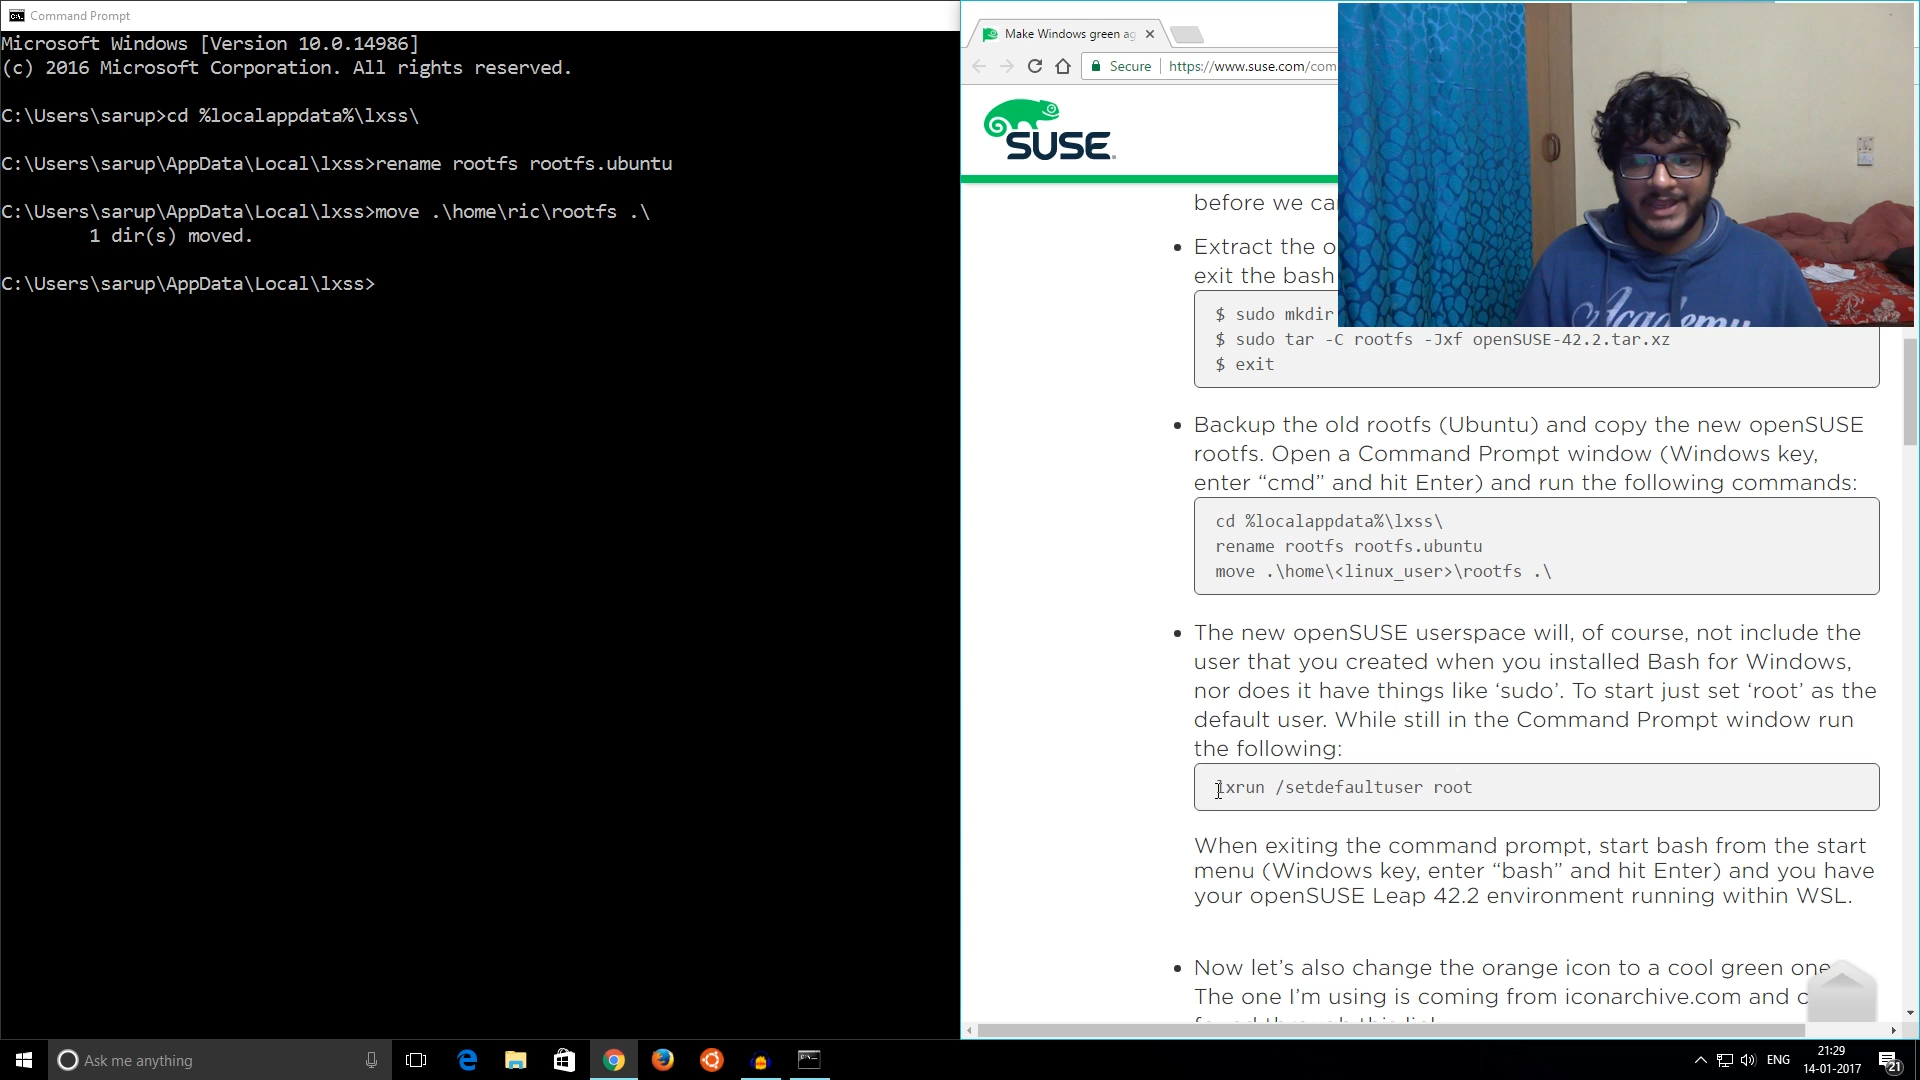 Command Prompt
Microsoft Windows [Version 10.0.14986]
(c) 2016 Microsoft Corporation. All rights reserved.
C:\Users\sarup>cd %localappdata%\lxss\
C:\Users\sarup\AppData\Local\lxss>rename rootfs rootfs.ubuntu
C:\Users\sarup\AppData\Local\lxss>move .\home\ric\rootfs .\
1 dir(s) moved.
C:\Users\sarup\AppData\Local\lxss>
Make Windows green ag
Secure
https://www.suse.com/com
SUSE
before we ca
Extract the o
exit the bash
$ sudo mkdir
$ sudo tar -C rootfs -Jxf openSUSE-42.2.tar.xz
$ exit
Backup the old rootfs (Ubuntu) and copy the new openSUSE
rootfs. Open a Command Prompt window (Windows key,
enter “cmd” and hit Enter) and run the following commands:
cd %localappdata%\lxss\
rename rootfs rootfs.ubuntu
move .\home\<linux_user>\rootfs .\
The new openSUSE userspace will, of course, not include the
user that you created when you installed Bash for Windows,
nor does it have things like ‘sudo’. To start just set ‘root’ as the
default user. While still in the Command Prompt window run
the following:
lxrun /setdefaultuser root
When exiting the command prompt, start bash from the start
menu (Windows key, enter “bash” and hit Enter) and you have
your openSUSE Leap 42.2 environment running within WSL.
Now let’s also change the orange icon to a cool green one
The one I’m using is coming from iconarchive.com and c
Academy
Ask me anything
ENG
21:29
14-01-2017
21